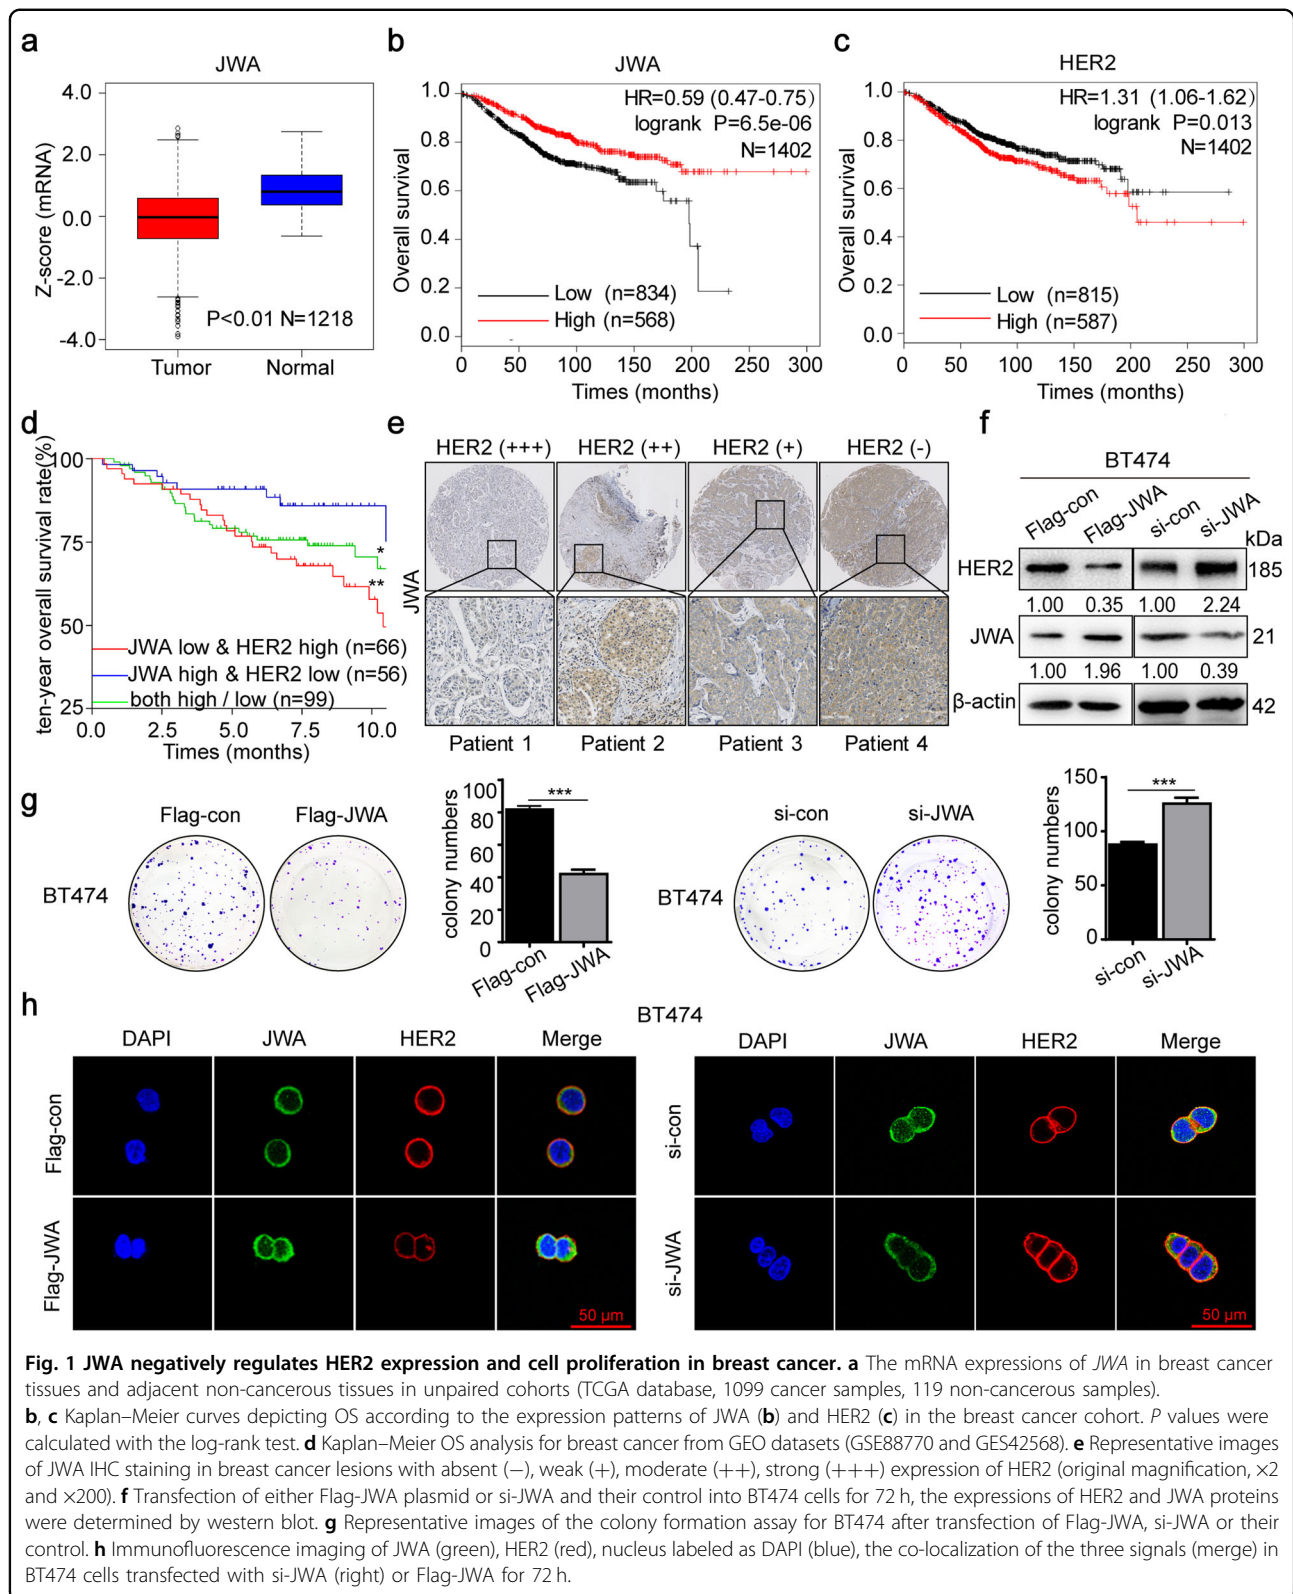 a
JWA
4.0
2.0
0.0
-2.0
-4.0
Z-score (mRNA)
P<0.01 N=1218
Tumor Normal
b
JWA
HR=0.59 (0.47-0.75)
logrank P=6.5e-06
N=1402
1.0
0.8
0.6
0.4
0.2
0.0
Overall survival
Low (n=834)
High (n=568)
0 50 100 150 200 250 300
Times (months)
c
HER2
HR=1.31 (1.06-1.62)
logrank P=0.013
N=1402
1.0
0.8
0.6
0.4
0.2
0.0
Overall survival
Low (n=815)
High (n=587)
0 50 100 150 200 250 300
Times (months)
d
ten-year overall survival rate(%)
100
75
50
25
*
**
JWA low & HER2 high (n=66)
JWA high & HER2 low (n=56)
both high / low (n=99)
0.0 2.5 5.0 7.5 10.0
Times (months)
e
HER2 (+++) HER2 (++) HER2 (+) HER2 (-)
JWA
Patient 1 Patient 2 Patient 3 Patient 4
f
BT474
Flag-con Flag-JWA si-con si-JWA
kDa
HER2 185
1.00 0.35 1.00 2.24
JWA 21
1.00 1.96 1.00 0.39
β-actin 42
g
Flag-con Flag-JWA
BT474
colony numbers
100
80
60
40
20
0
***
Flag-con Flag-JWA
si-con si-JWA
BT474
colony numbers
150
100
50
0
***
si-con si-JWA
h
BT474
DAPI JWA HER2 Merge
Flag-con
Flag-JWA
50 µm
DAPI JWA HER2 Merge
si-con
si-JWA
50 µm
Fig. 1 JWA negatively regulates HER2 expression and cell proliferation in breast cancer. a The mRNA expressions of JWA in breast cancer
tissues and adjacent non-cancerous tissues in unpaired cohorts (TCGA database, 1099 cancer samples, 119 non-cancerous samples).
b, c Kaplan–Meier curves depicting OS according to the expression patterns of JWA (b) and HER2 (c) in the breast cancer cohort. P values were
calculated with the log-rank test. d Kaplan–Meier OS analysis for breast cancer from GEO datasets (GSE88770 and GES42568). e Representative images
of JWA IHC staining in breast cancer lesions with absent (−), weak (+), moderate (++), strong (+++) expression of HER2 (original magnification, ×2
and ×200). f Transfection of either Flag-JWA plasmid or si-JWA and their control into BT474 cells for 72 h, the expressions of HER2 and JWA proteins
were determined by western blot. g Representative images of the colony formation assay for BT474 after transfection of Flag-JWA, si-JWA or their
control. h Immunofluorescence imaging of JWA (green), HER2 (red), nucleus labeled as DAPI (blue), the co-localization of the three signals (merge) in
BT474 cells transfected with si-JWA (right) or Flag-JWA for 72 h.